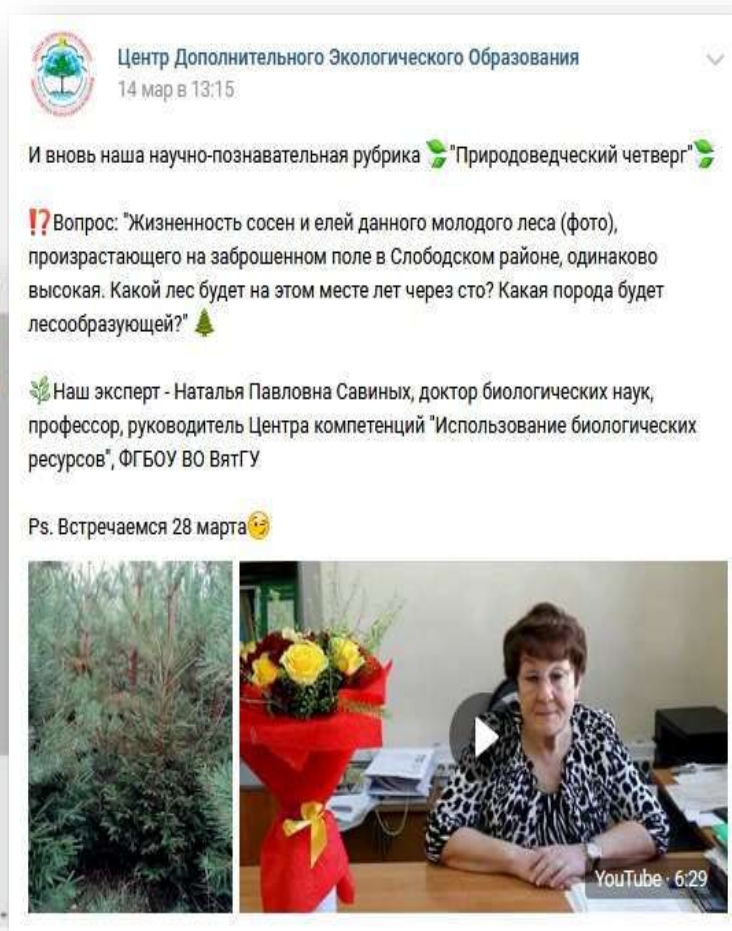 Центр Дополнительного Экологического Образования
14 мар в 13:15
И вновь наша научно-познавательная рубрика "Природоведческий четверг"
⁉Вопрос: "Жизненность сосен и елей данного молодого леса (фото),
произрастающего на заброшенном поле в Слободском районе, одинаково
высокая. Какой лес будет на этом месте лет через сто? Какая порода будет
лесообразующей?"
Наш эксперт - Наталья Павловна Савиных, доктор биологических наук,
профессор, руководитель Центра компетенций "Использование биологических
ресурсов", ФГБОУ ВО ВятГУ
Ps. Встречаемся 28 марта
YouTube · 6:29